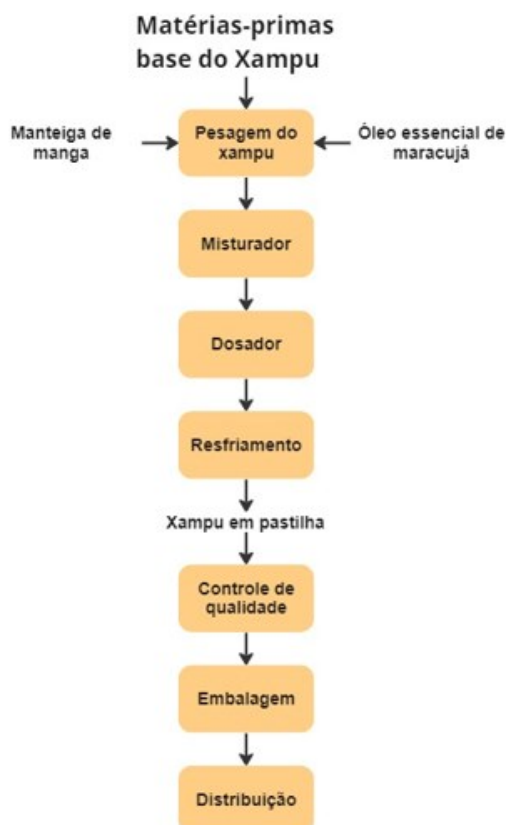 Matérias-primas
base do Xampu
Manteiga de
manga
Pesagem do
xampu
Óleo essencial de
maracujá
Misturador
Dosador
Resfriamento
Xampu em pastilha
Controle de
qualidade
Embalagem
Distribuição